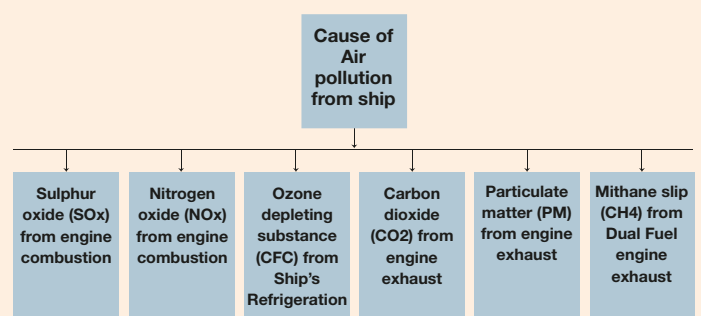 Cause of
Air
pollution
from ship
Sulphur
oxide (SOx)
from engine
combustion
Nitrogen
oxide (NOx)
from engine
combustion
Ozone
depleting
substance
(CFC) from
Ship's
Refrigeration
Carbon
dioxide
(CO2) from
engine
exhaust
Particulate
matter (PM)
from engine
exhaust
Mithane slip
(CH4) from
Dual Fuel
engine
exhaust